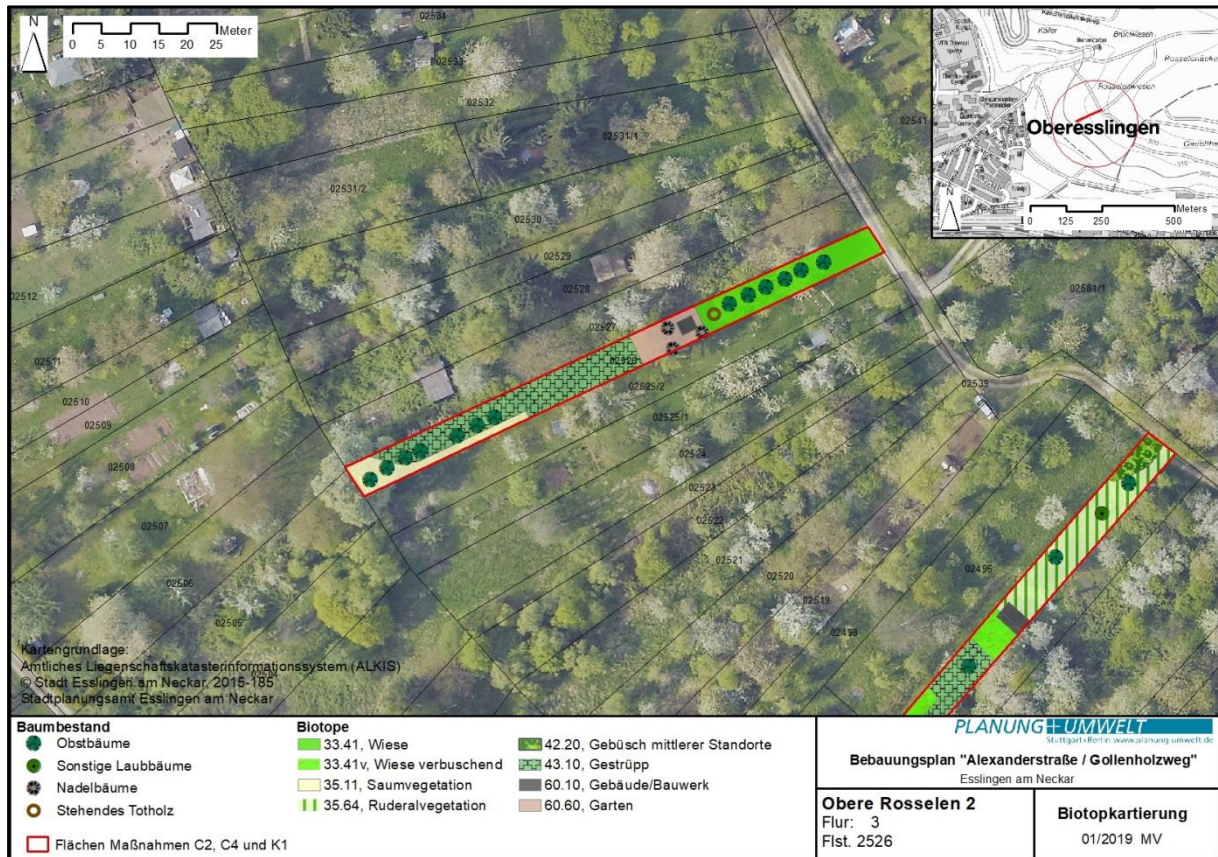 N
0 5 10 15 20 25 Meter
02534
02533
02532
02531/1
02541
02531/2
02530
02529
02528
02527
02526
02525/2
02525/1
02524
02523
02522
02521
02520
02519
02498
02496
02539
02581/1
02512
02511
02510
02509
02508
02507
02506
02505
Brühlwiesen
Rosselenwiesen
Oberesslingen
N
0 125 250 500 Meters
Kartengrundlage:
Amtliches Liegenschaftskatasterinformationssystem (ALKIS)
© Stadt Esslingen am Neckar, 2015-185
Stadtplanungsamt Esslingen am Neckar
Baumbestand
Obstbäume
Sonstige Laubbäume
Nadelbäume
Stehendes Totholz
Flächen Maßnahmen C2, C4 und K1
Biotope
33.41, Wiese
33.41v, Wiese verbuschend
35.11, Saumvegetation
35.64, Ruderalvegetation
42.20, Gebüsch mittlerer Standorte
43.10, Gestrüpp
60.10, Gebäude/Bauwerk
60.60, Garten
PLANUNG+UMWELT
Stuttgart+Berlin www.planung-umwelt.de
Bebauungsplan "Alexanderstraße / Gollenholzweg"
Esslingen am Neckar
Obere Rosselen 2
Flur: 3
Flst. 2526
Biotopkartierung
01/2019 MV